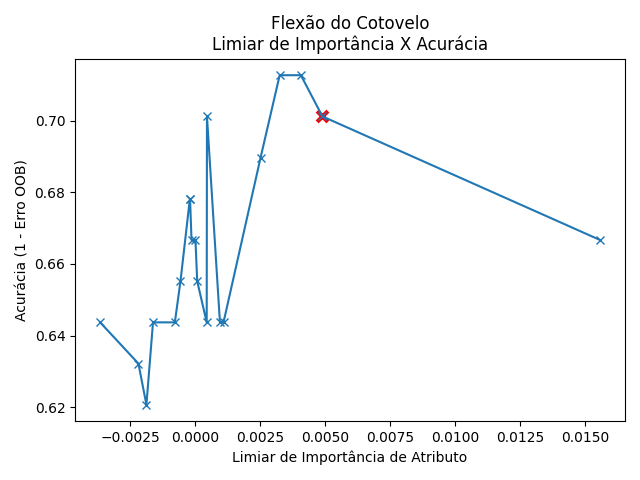 Flexão do Cotovelo
Limiar de Importância X Acurácia
Acurácia (1 - Erro OOB)
0.70
0.68
0.66
0.64
0.62
−0.0025 0.0000 0.0025 0.0050 0.0075 0.0100 0.0125 0.0150
Limiar de Importância de Atributo